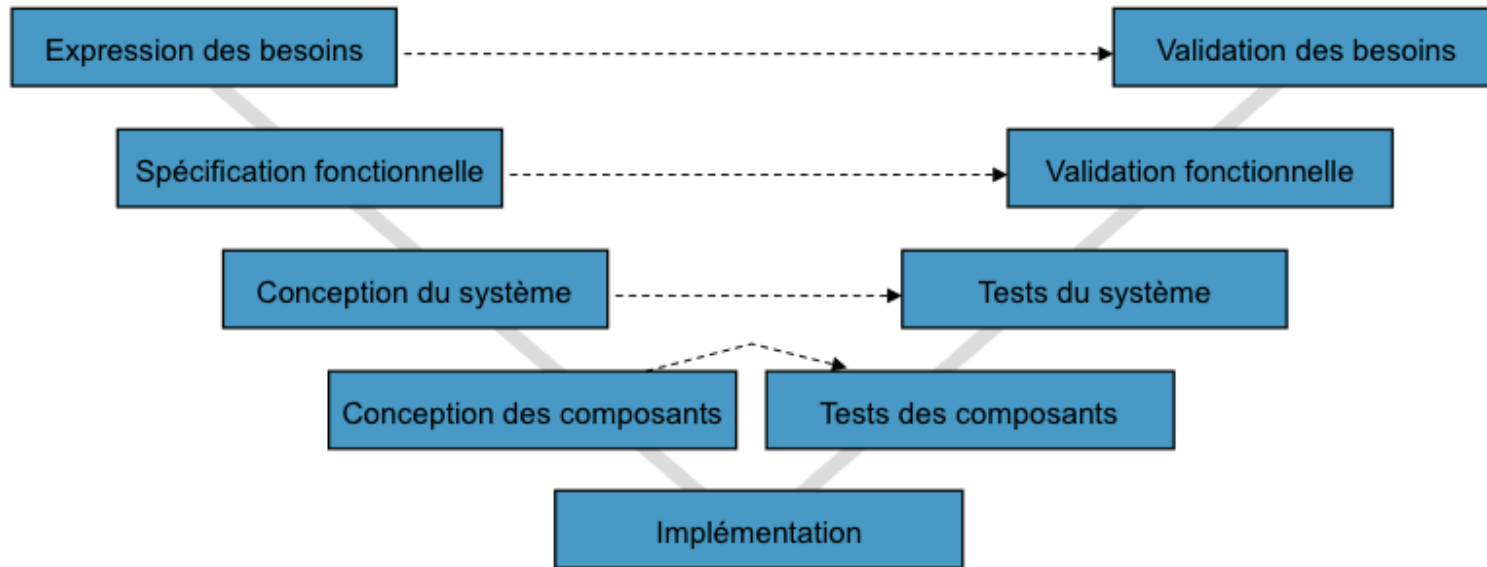 Expression des besoins
Validation des besoins
Spécification fonctionnelle
Validation fonctionnelle
Conception du système
Tests du système
Conception des composants
Tests des composants
Implémentation